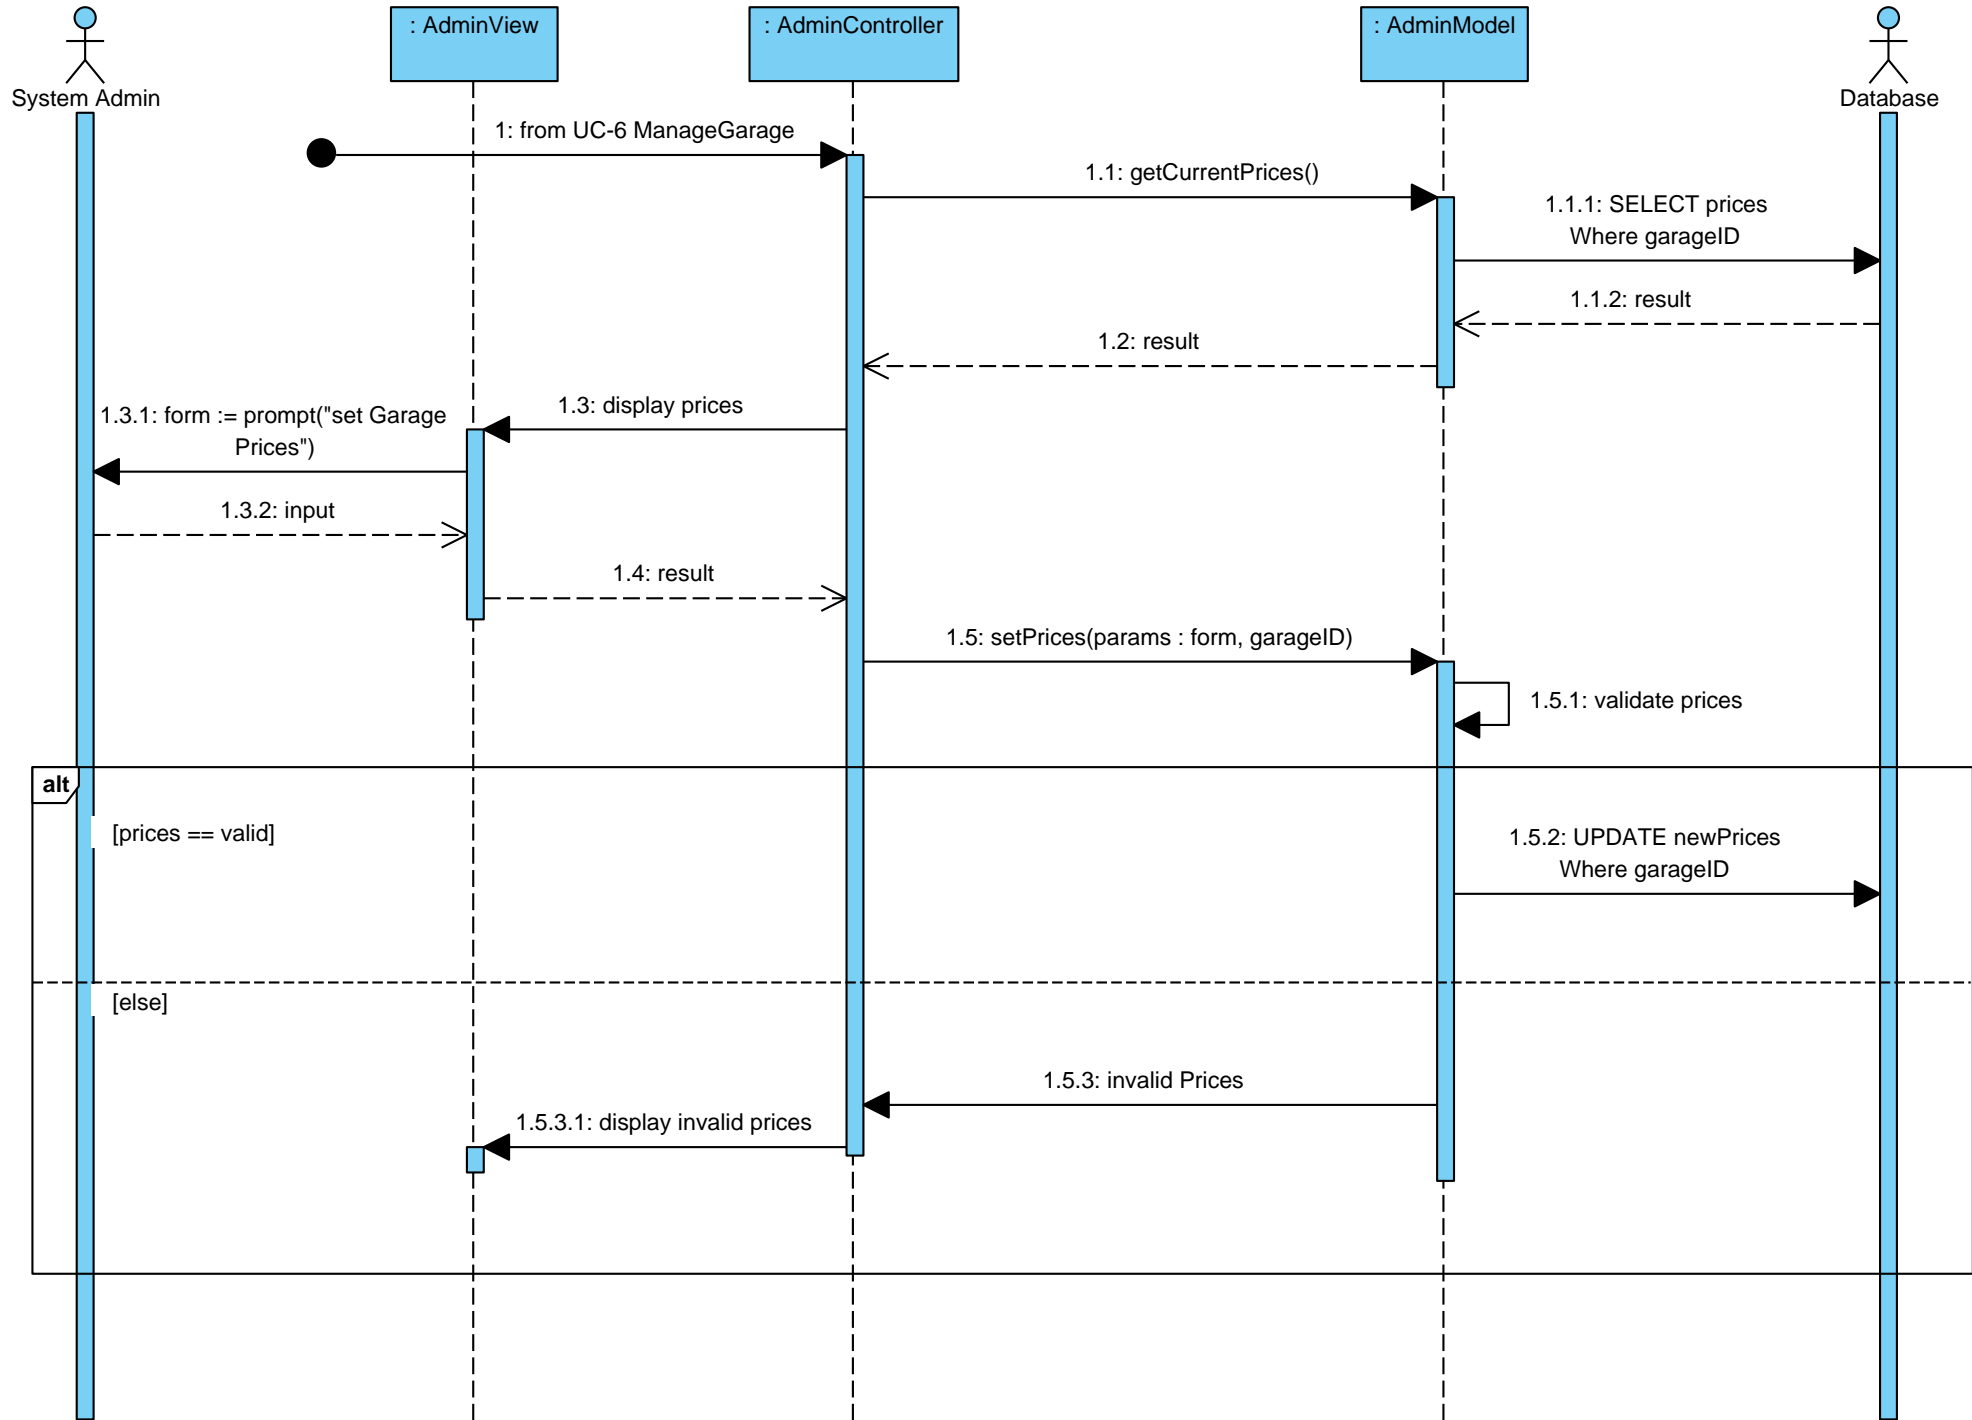 : AdminView
: AdminController
: AdminModel
System Admin
Database
1: from UC-6 ManageGarage
1.1: getCurrentPrices()
1.1.1: SELECT prices
Where garageID
1.1.2: result
1.2: result
1.3: display prices
1.3.1: form := prompt("set Garage
Prices")
1.3.2: input
1.4: result
1.5: setPrices(params : form, garageID)
1.5.1: validate prices
alt
[prices == valid]
1.5.2: UPDATE newPrices
Where garageID
[else]
1.5.3: invalid Prices
1.5.3.1: display invalid prices